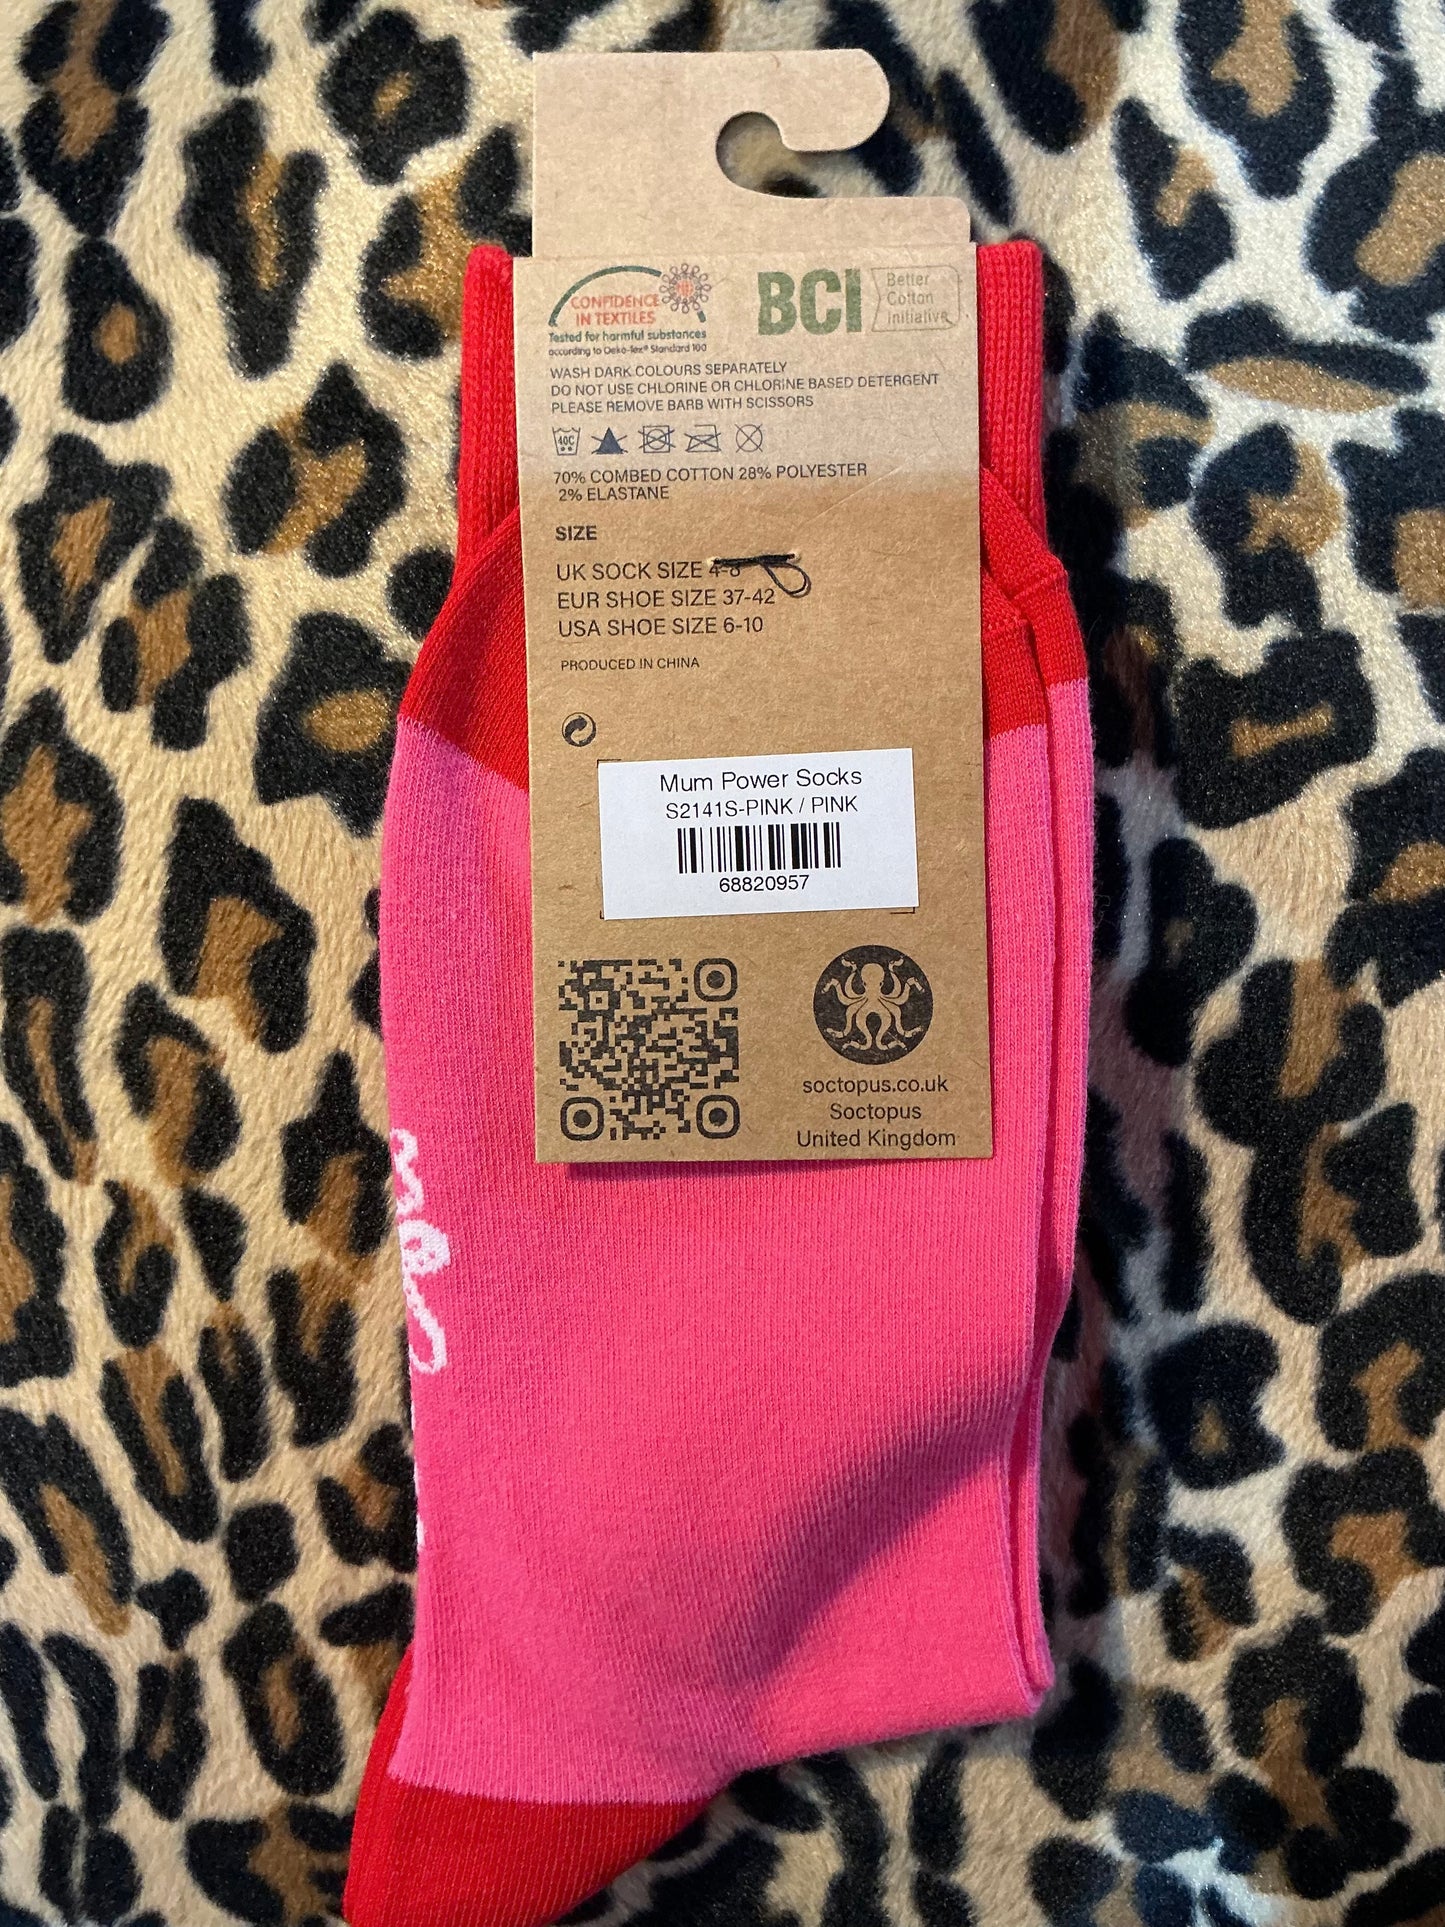 CONFIDENCE
IN TEXTILES
Tested for harmful substances
according to Oeko-Tex® Standard 100
BCI
Better
Cotton
Initiative
WASH DARK COLOURS SEPARATELY
DO NOT USE CHLORINE OR CHLORINE BASED DETERGENT
PLEASE REMOVE BARB WITH SCISSORS
40C
70% COMBED COTTON 28% POLYESTER
2% ELASTANE
SIZE
UK SOCK SIZE 4-8
EUR SHOE SIZE 37-42
USA SHOE SIZE 6-10
PRODUCED IN CHINA
Mum Power Socks
S2141S-PINK / PINK
68820957
soctopus.co.uk
Soctopus
United Kingdom